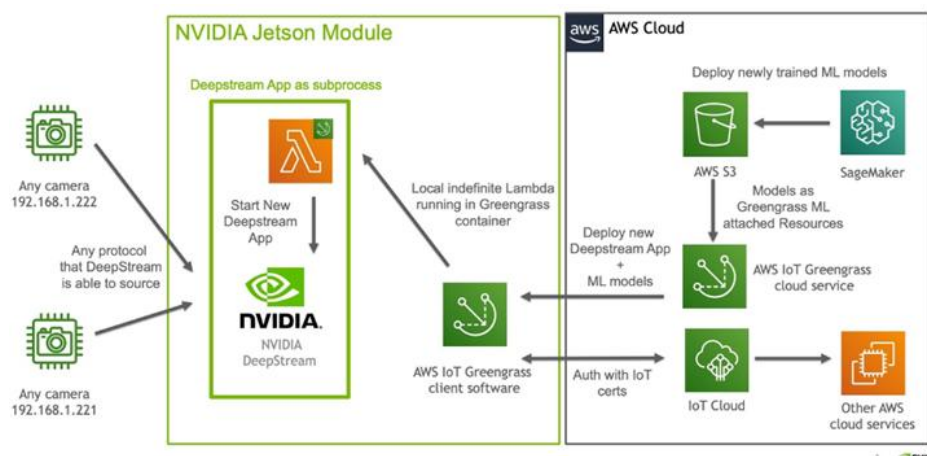 NVIDIA Jetson Module
Deepstream App as subprocess
Any camera
192.168.1.222
Any protocol
that DeepStream
is able to source
Any camera
192.168.1.221
Start New
Deepstream
App
NVIDIA.
NVIDIA
DeepStream
Local indefinite Lambda
running in Greengrass
container
AWS IoT Greengrass
client software
aws
AWS Cloud
Deploy newly trained ML models
AWS S3
SageMaker
Models as
Greengrass ML
attached Resources
Deploy new
Deepstream App
+
ML models
AWS IoT Greengrass
cloud service
Auth with IoT
certs
IoT Cloud
Other AWS
cloud services